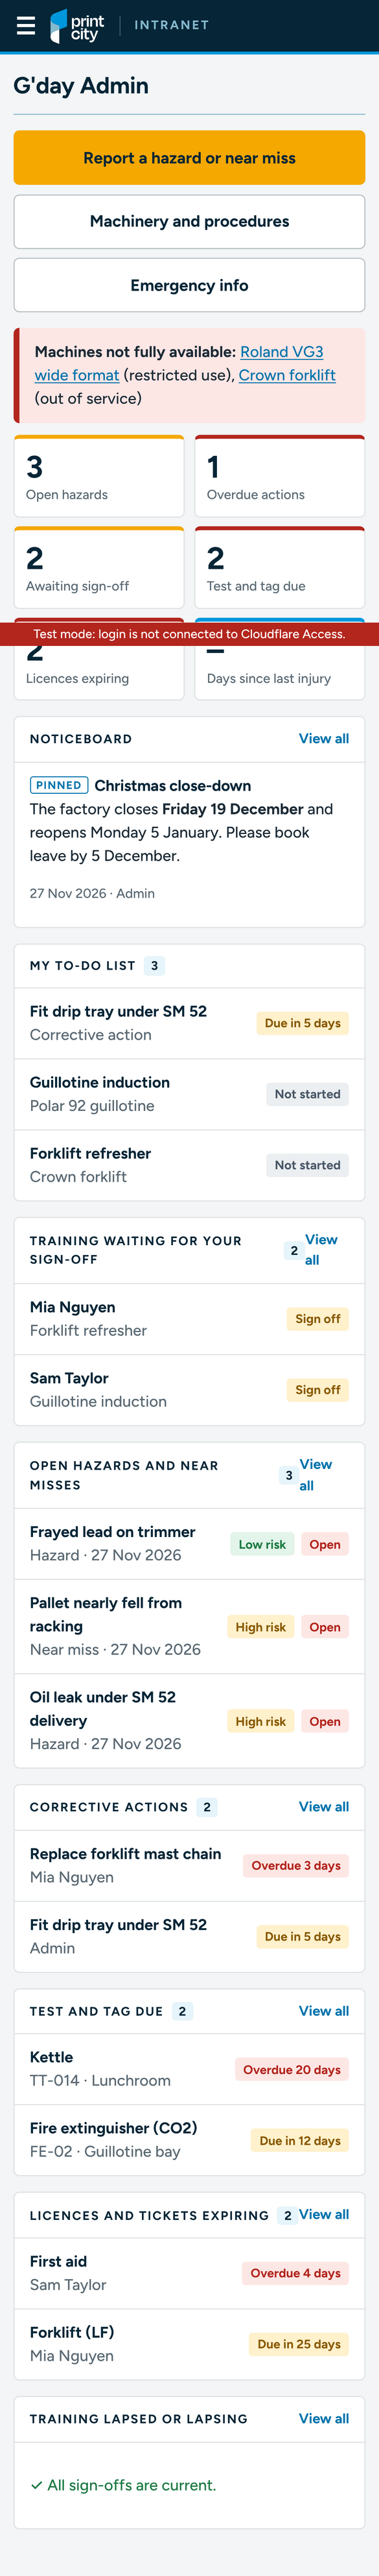 print
city
INTRANET
G'day Admin
Report a hazard or near miss
Machinery and procedures
Emergency info
Machines not fully available: Roland VG3
wide format (restricted use), Crown forklift
(out of service)
3
Open hazards
1
Overdue actions
2
Awaiting sign-off
2
Test and tag due
Test mode: login is not connected to Cloudflare Access.
2
Licences expiring
–
Days since last injury
NOTICEBOARD
View all
PINNED Christmas close-down
The factory closes Friday 19 December and
reopens Monday 5 January. Please book
leave by 5 December.
27 Nov 2026 · Admin
MY TO-DO LIST 3
Fit drip tray under SM 52
Corrective action
Due in 5 days
Guillotine induction
Polar 92 guillotine
Not started
Forklift refresher
Crown forklift
Not started
TRAINING WAITING FOR YOUR
SIGN-OFF
2
View
all
Mia Nguyen
Forklift refresher
Sign off
Sam Taylor
Guillotine induction
Sign off
OPEN HAZARDS AND NEAR
MISSES
3
View
all
Frayed lead on trimmer
Hazard · 27 Nov 2026
Low risk
Open
Pallet nearly fell from
racking
Near miss · 27 Nov 2026
High risk
Open
Oil leak under SM 52
delivery
Hazard · 27 Nov 2026
High risk
Open
CORRECTIVE ACTIONS 2
View all
Replace forklift mast chain
Mia Nguyen
Overdue 3 days
Fit drip tray under SM 52
Admin
Due in 5 days
TEST AND TAG DUE 2
View all
Kettle
TT-014 · Lunchroom
Overdue 20 days
Fire extinguisher (CO2)
FE-02 · Guillotine bay
Due in 12 days
LICENCES AND TICKETS EXPIRING 2
View all
First aid
Sam Taylor
Overdue 4 days
Forklift (LF)
Mia Nguyen
Due in 25 days
TRAINING LAPSED OR LAPSING
View all
✓ All sign-offs are current.